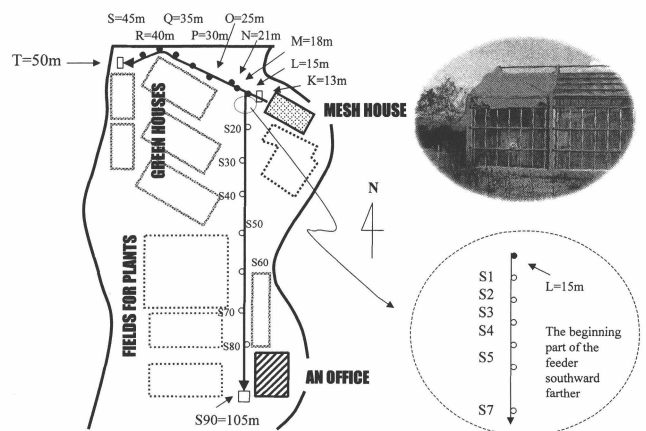 S=45m Q=35m O=25m
R=40m P=30m N=21m
M=18m
T=50m
L=15m
K=13m
MESH HOUSE
GREEN HOUSES
S20
S30
S40
N
S50
S60
S1
S2
L=15m
S3
S4
The beginning
part of the
feeder
southward
farther
S5
S7
FIELDS FOR PLANTS
S70
S80
AN OFFICE
S90=105m